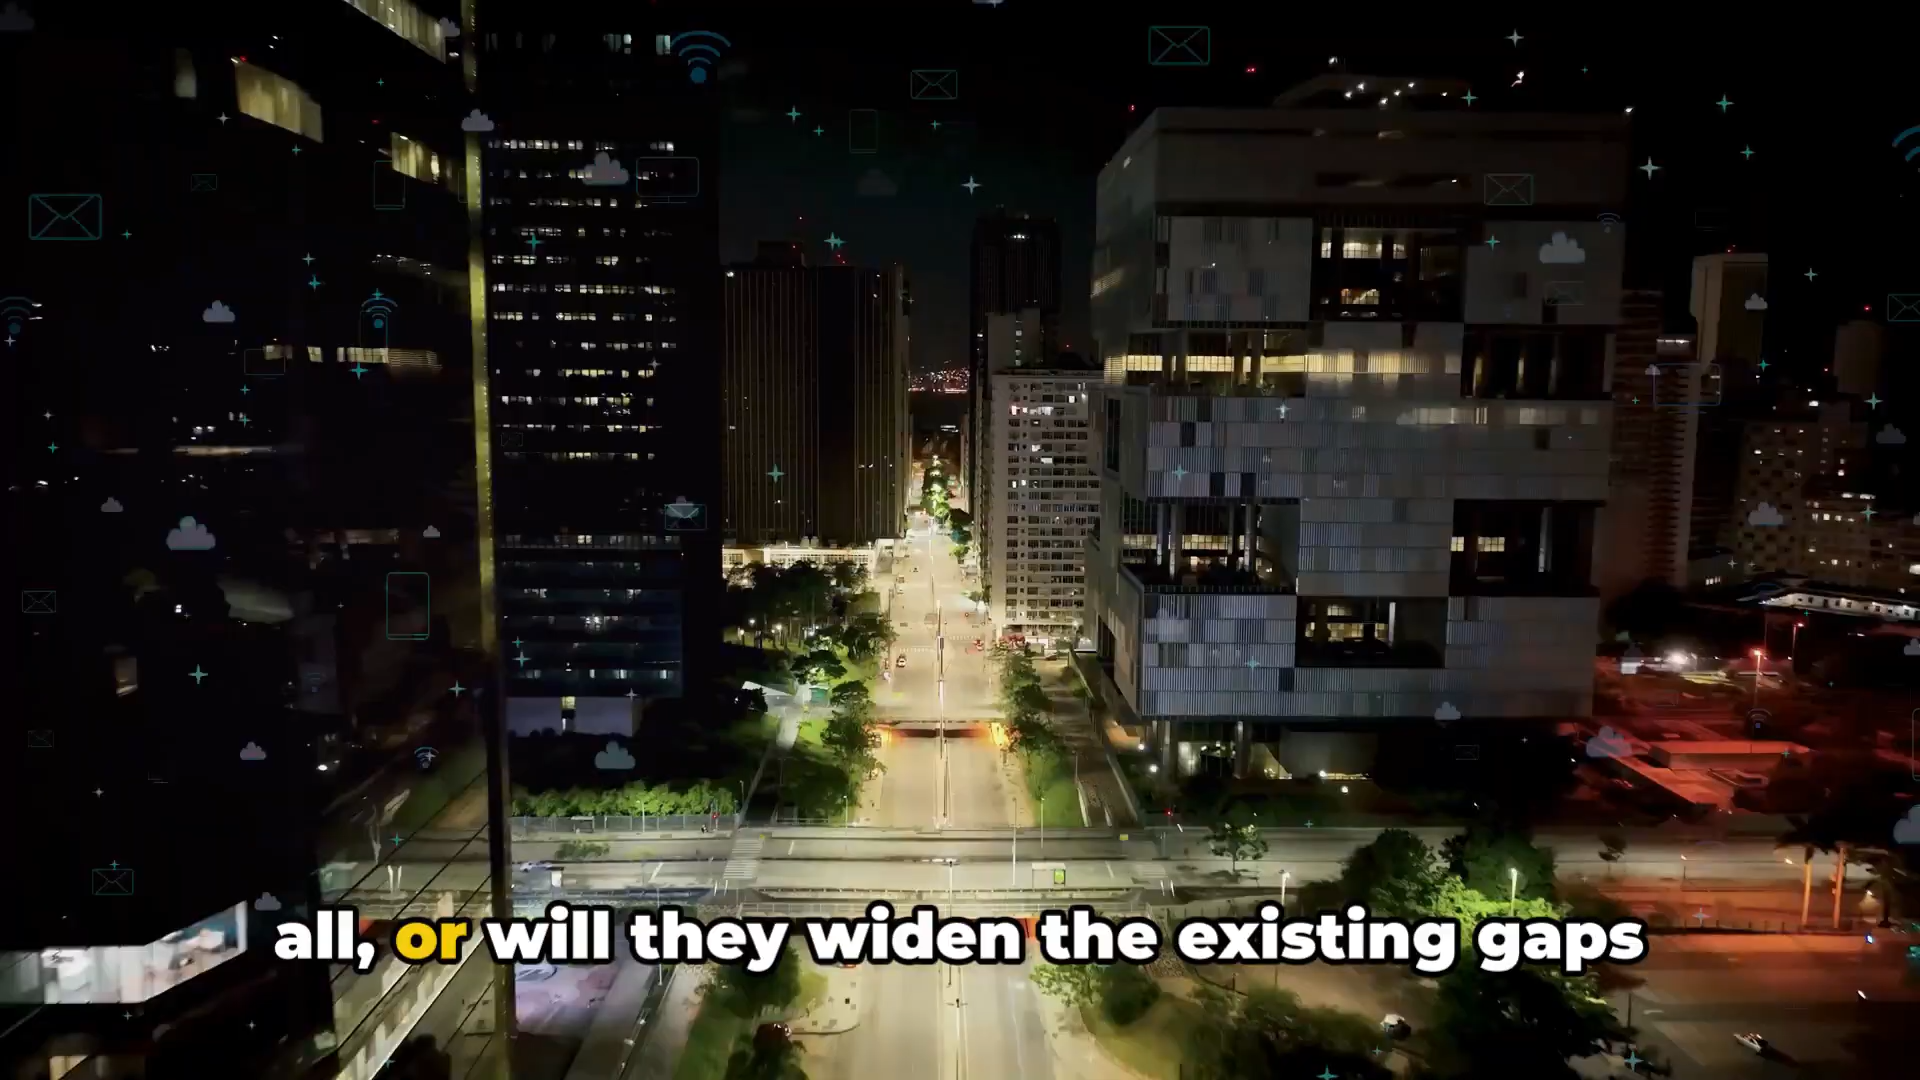 all, or will they widen the existing gaps